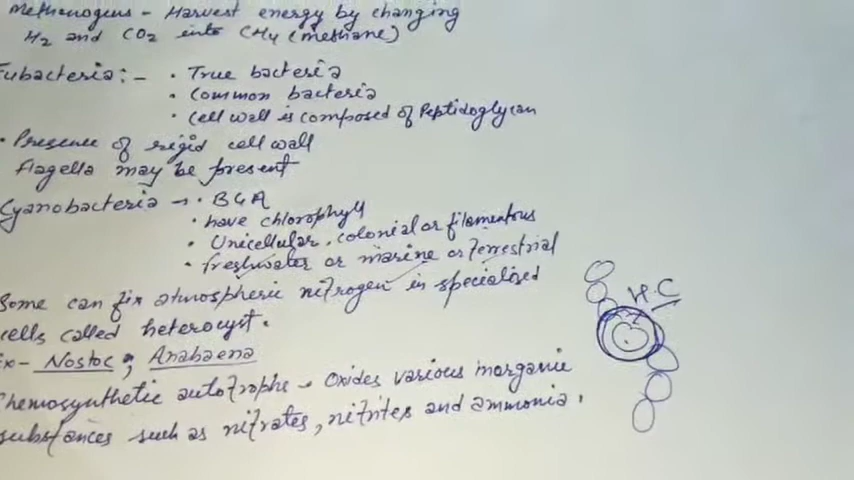 Methanogens - Harvest energy by changing
H2 and CO2 into CH4 (methane)
Eubacteria :- • True bacteria
• Common bacteria
• Cell wall is composed of Peptidoglycan
• Presence of rigid cell wall
Flagella may be present
Cyanobacteria → • BGA
• have chlorophyll
• Unicellular, colonial or filamentous
• freshwater or marine or terrestrial
Some can fix atmospheric nitrogen in specialised
cells called heterocyst.
Ex- Nostoc, Anabaena
H.C
N2
Chemosynthetic autotrophs → Oxides various inorganic
substances such as nitrates, nitrites and ammonia.